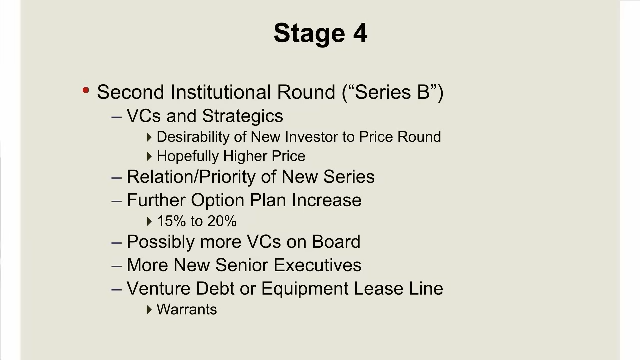 Stage 4
• Second Institutional Round (“Series B”)
– VCs and Strategics
Desirability of New Investor to Price Round
Hopefully Higher Price
– Relation/Priority of New Series
– Further Option Plan Increase
15% to 20%
– Possibly more VCs on Board
– More New Senior Executives
– Venture Debt or Equipment Lease Line
Warrants